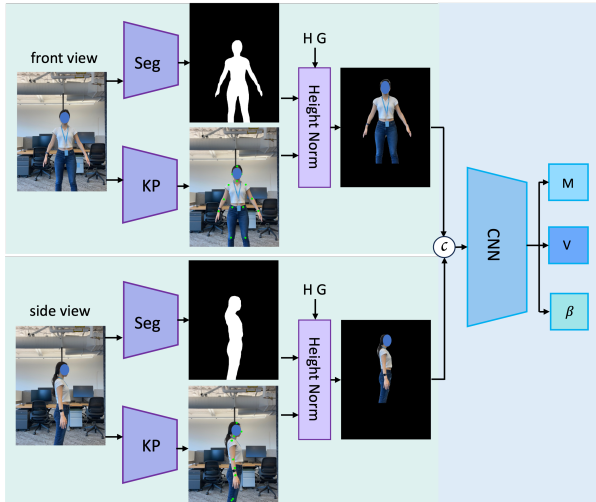 front view
Seg
H G
Height Norm
KP
M
CNN
V
c
β
side view
Seg
H G
Height Norm
KP